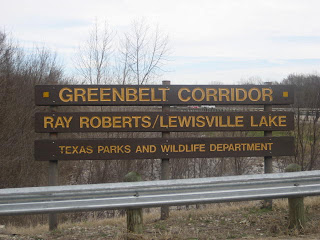 GREENBELT CORRIDOR
RAY ROBERTS/LEWISVILLE LAKE
TEXAS PARKS AND WILDLIFE DEPARTMENT